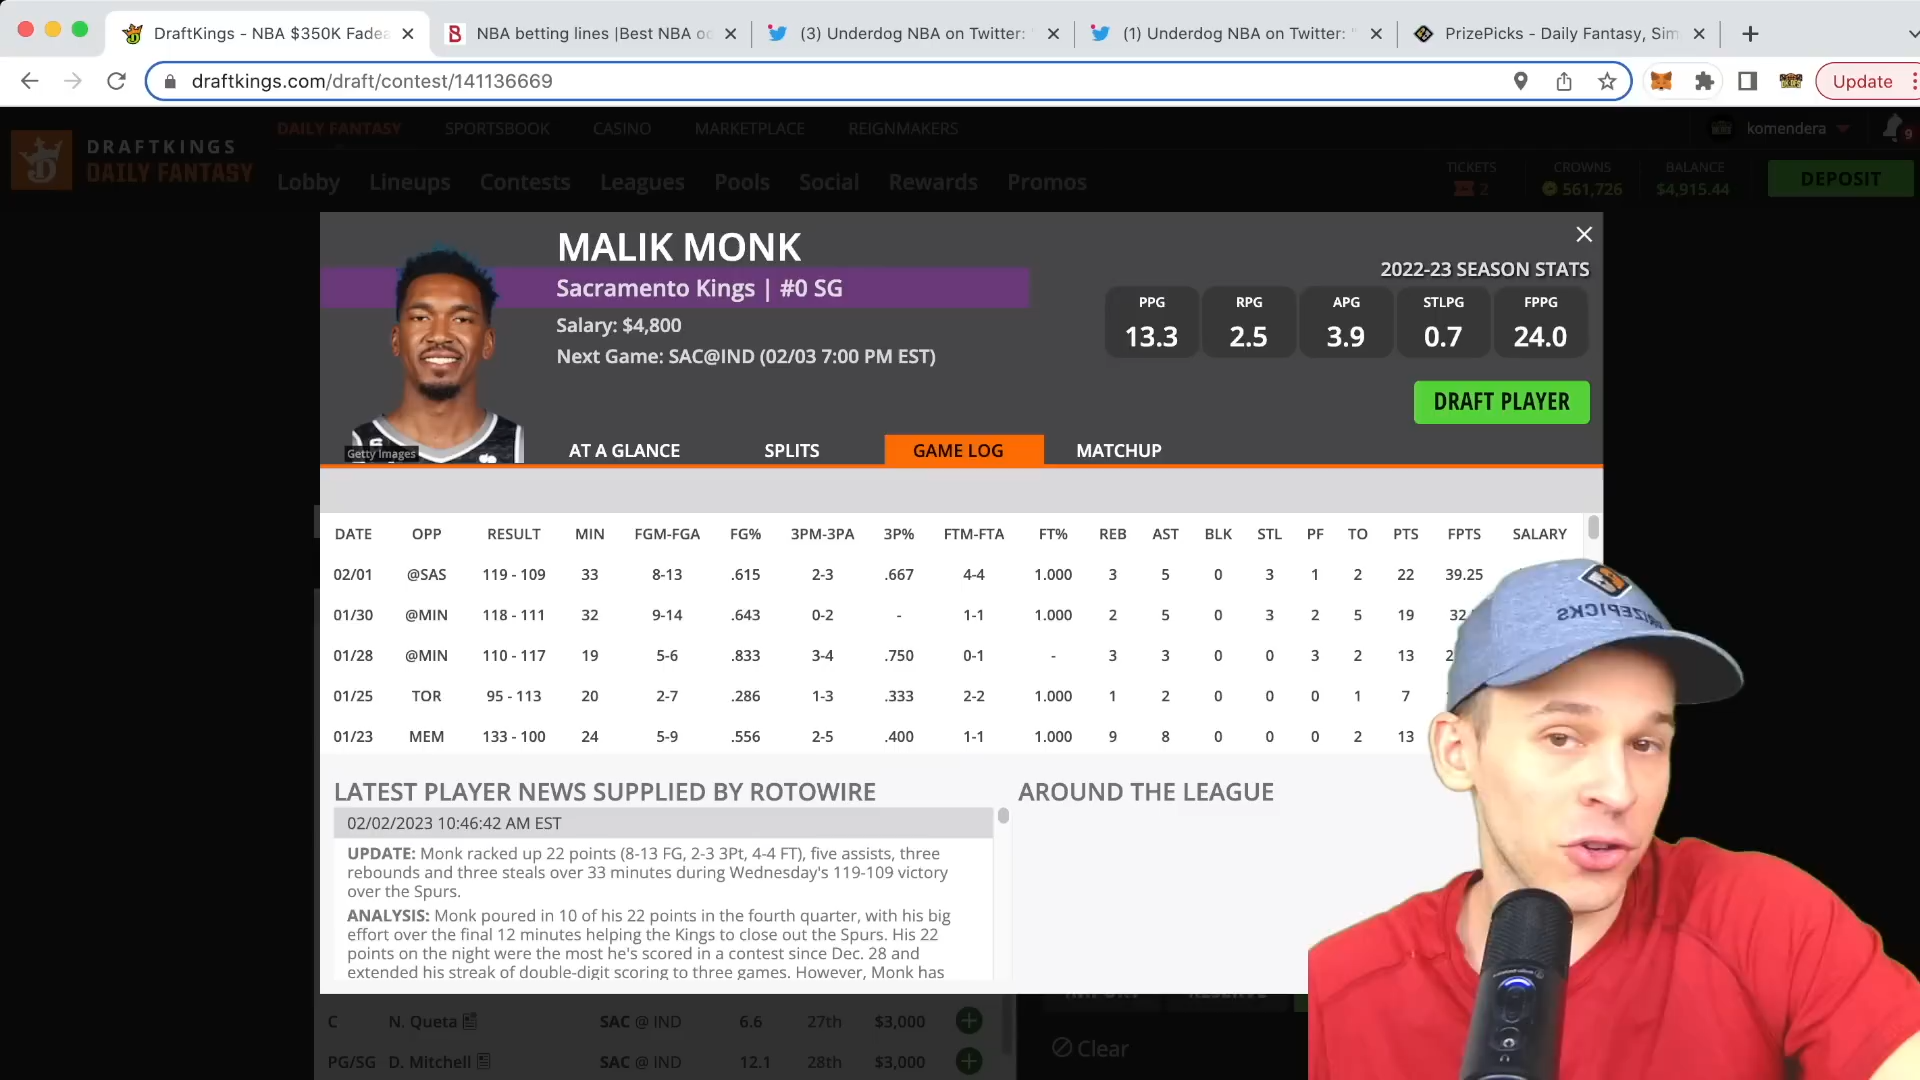 DraftKings - NBA $350K Fadea
NBA betting lines |Best NBA od
(3) Underdog NBA on Twitter: "
(1) Underdog NBA on Twitter: "
PrizePicks - Daily Fantasy, Sim
draftkings.com/draft/contest/141136669
Update
DRAFTKINGS
DAILY FANTASY
DAILY FANTASY
SPORTSBOOK
CASINO
MARKETPLACE
REIGNMAKERS
komendera
9
Lobby
Lineups
Contests
Leagues
Pools
Social
Rewards
Promos
TICKETS
2
CROWNS
561,726
BALANCE
$4,915.44
DEPOSIT
MALIK MONK
Sacramento Kings | #0 SG
Salary: $4,800
Next Game: SAC@IND (02/03 7:00 PM EST)
2022-23 SEASON STATS
PPG RPG APG STLPG FPPG
13.3 2.5 3.9 0.7 24.0
DRAFT PLAYER
Getty Images
AT A GLANCE SPLITS GAME LOG MATCHUP
DATE OPP RESULT MIN FGM-FGA FG% 3PM-3PA 3P% FTM-FTA FT% REB AST BLK STL PF TO PTS FPTS SALARY
02/01 @SAS 119 - 109 33 8-13 .615 2-3 .667 4-4 1.000 3 5 0 3 1 2 22 39.25
01/30 @MIN 118 - 111 32 9-14 .643 0-2 - 1-1 1.000 2 5 0 3 2 5 19 32.
01/28 @MIN 110 - 117 19 5-6 .833 3-4 .750 0-1 - 3 3 0 0 3 2 13 2
01/25 TOR 95 - 113 20 2-7 .286 1-3 .333 2-2 1.000 1 2 0 0 0 1 7
01/23 MEM 133 - 100 24 5-9 .556 2-5 .400 1-1 1.000 9 8 0 0 0 2 13
PRIZEPICKS
LATEST PLAYER NEWS SUPPLIED BY ROTOWIRE
02/02/2023 10:46:42 AM EST
UPDATE: Monk racked up 22 points (8-13 FG, 2-3 3Pt, 4-4 FT), five assists, three
rebounds and three steals over 33 minutes during Wednesday's 119-109 victory
over the Spurs.
ANALYSIS: Monk poured in 10 of his 22 points in the fourth quarter, with his big
effort over the final 12 minutes helping the Kings to close out the Spurs. His 22
points on the night were the most he's scored in a contest since Dec. 28 and
extended his streak of double-digit scoring to three games. However, Monk has
AROUND THE LEAGUE
C N. Queta SAC @ IND 6.6 27th $3,000
PG/SG D. Mitchell SAC @ IND 12.1 28th $3,000
Clear